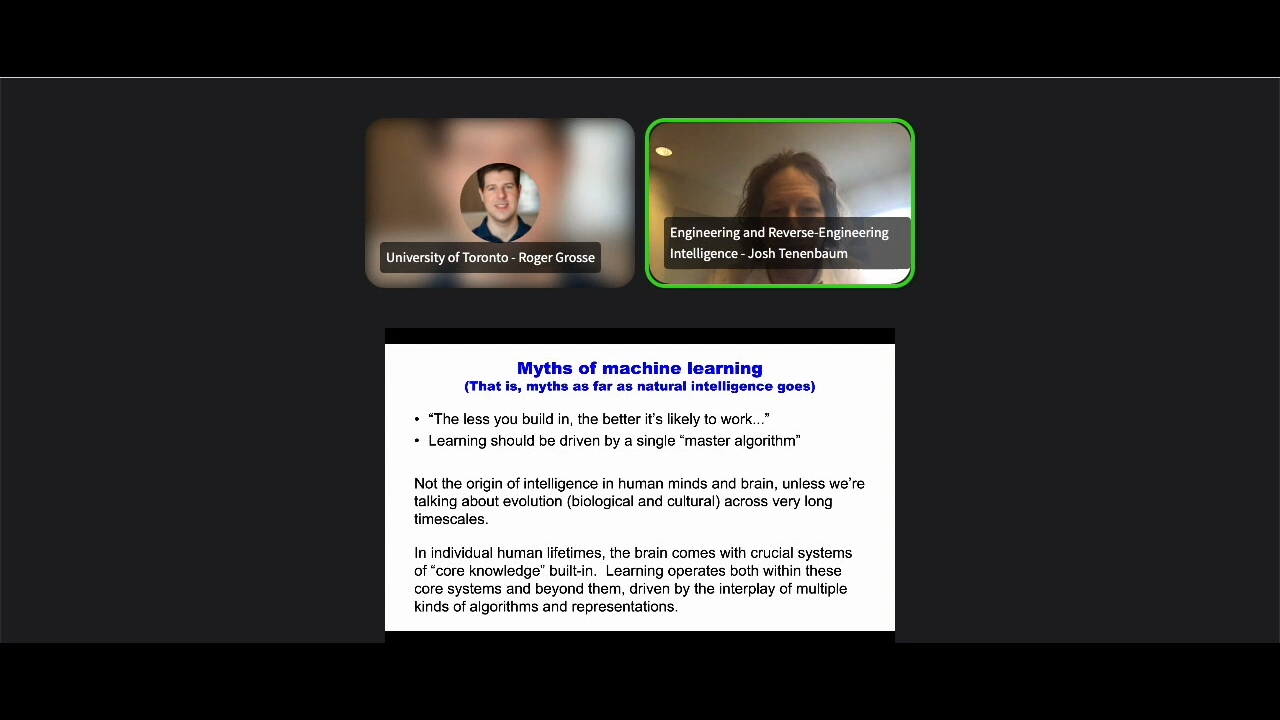 University of Toronto - Roger Grosse
Engineering and Reverse-Engineering
Intelligence - Josh Tenenbaum
Myths of machine learning
(That is, myths as far as natural intelligence goes)
• “The less you build in, the better it’s likely to work...”
• Learning should be driven by a single “master algorithm”
Not the origin of intelligence in human minds and brain, unless we’re
talking about evolution (biological and cultural) across very long
timescales.
In individual human lifetimes, the brain comes with crucial systems
of “core knowledge” built-in.  Learning operates both within these
core systems and beyond them, driven by the interplay of multiple
kinds of algorithms and representations.